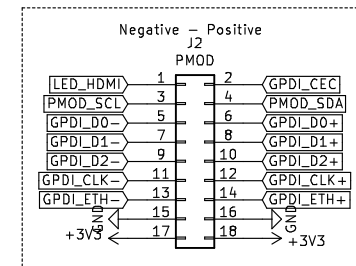 Negative – Positive
J2
PMOD
LED_HDMI 1 2 GPDI_CEC
PMOD_SCL 3 4 PMOD_SDA
GPDI_D0– 5 6 GPDI_D0+
GPDI_D1– 7 8 GPDI_D1+
GPDI_D2– 9 10 GPDI_D2+
GPDI_CLK– 11 12 GPDI_CLK+
GPDI_ETH– 13 14 GPDI_ETH+
GND 15 16 GND
+3V3 17 18 +3V3